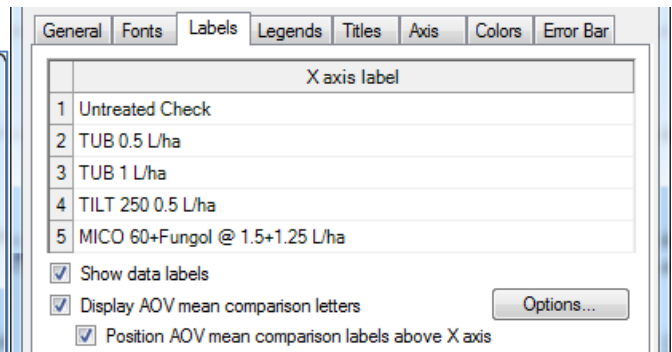 General Fonts Labels Legends Titles Axis Colors Error Bar
X axis label
1 Untreated Check
2 TUB 0.5 L/ha
3 TUB 1 L/ha
4 TILT 250 0.5 L/ha
5 MICO 60+Fungol @ 1.5+1.25 L/ha
Show data labels
Display AOV mean comparison letters Options...
Position AOV mean comparison labels above X axis